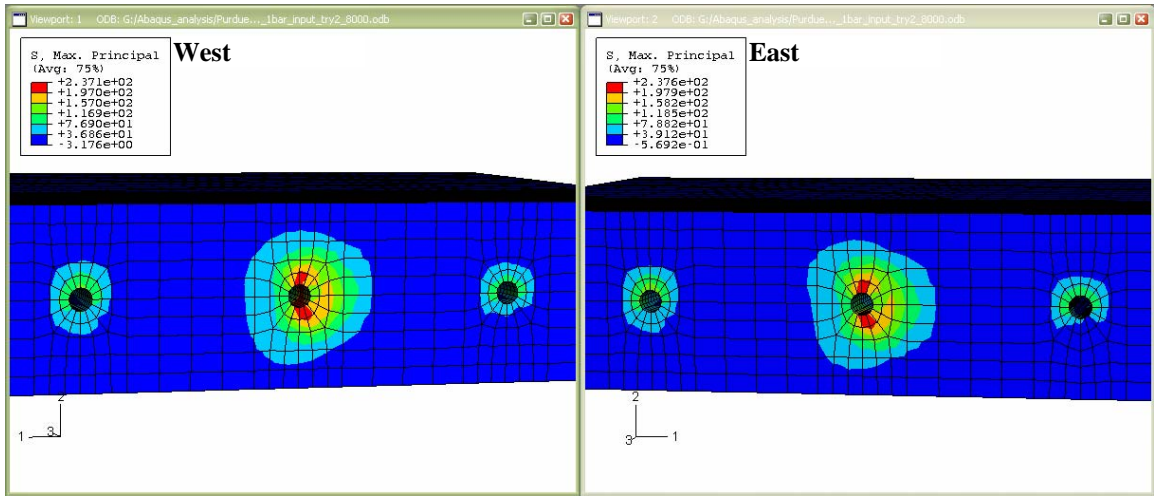 Viewport: 1 ODB: G:/Abaqus_analysis/Purdue..._1bar_input_try2_8000.odb
West
S, Max. Principal
(Avg: 75%)
+2.371e+02
+1.970e+02
+1.570e+02
+1.169e+02
+7.690e+01
+3.686e+01
-3.176e+00
2
1
3
Viewport: 2 ODB: G:/Abaqus_analysis/Purdue..._1bar_input_try2_8000.odb
East
S, Max. Principal
(Avg: 75%)
+2.376e+02
+1.979e+02
+1.582e+02
+1.185e+02
+7.882e+01
+3.912e+01
-5.692e-01
2
3
1